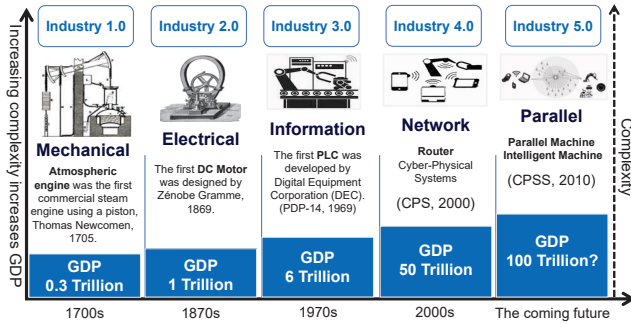 Increasing complexity increases GDP
Industry 1.0
Industry 2.0
Industry 3.0
Industry 4.0
Industry 5.0
Mechanical
Atmospheric
engine was the first
commercial steam
engine using a piston,
Thomas Newcomen,
1705.
GDP
0.3 Trillion
1700s
Electrical
The first DC Motor
was designed by
Zénobe Gramme,
1869.
GDP
1 Trillion
1870s
Information
The first PLC was
developed by
Digital Equipment
Corporation (DEC).
(PDP-14, 1969)
GDP
6 Trillion
1970s
Network
Router
Cyber-Physical
Systems
(CPS, 2000)
GDP
50 Trillion
2000s
Parallel
Parallel Machine
Intelligent Machine
(CPSS, 2010)
GDP
100 Trillion?
The coming future
Complexity